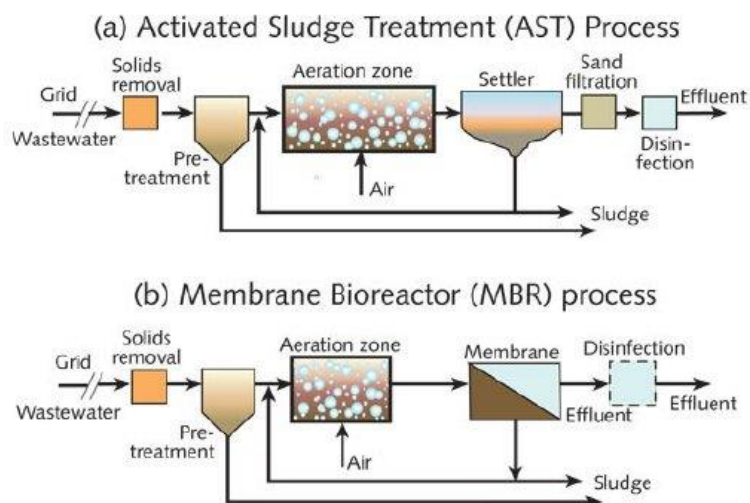 (a) Activated Sludge Treatment (AST) Process
Solids
removal
Grid
Wastewater
Pre-
treatment
Aeration zone
Air
Settler
Sand
filtration
Effluent
Disin-
fection
Sludge
(b) Membrane Bioreactor (MBR) process
Solids
removal
Grid
Wastewater
Pre-
treatment
Aeration zone
Air
Membrane
Effluent
Disinfection
Effluent
Sludge